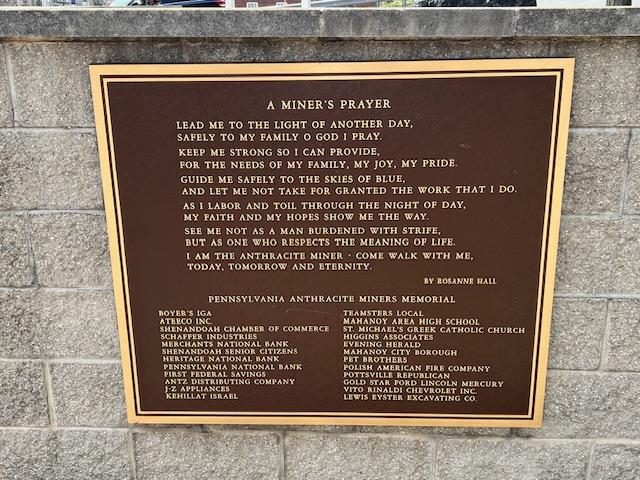 A MINER'S PRAYER
LEAD ME TO THE LIGHT OF ANOTHER DAY,
SAFELY TO MY FAMILY O GOD I PRAY.
KEEP ME STRONG SO I CAN PROVIDE,
FOR THE NEEDS OF MY FAMILY, MY JOY, MY PRIDE.
GUIDE ME SAFELY TO THE SKIES OF BLUE,
AND LET ME NOT TAKE FOR GRANTED THE WORK THAT I DO.
AS I LABOR AND TOIL THROUGH THE NIGHT OF DAY,
MY FAITH AND MY HOPES SHOW ME THE WAY.
SEE ME NOT AS A MAN BURDENED WITH STRIFE,
BUT AS ONE WHO RESPECTS THE MEANING OF LIFE.
I AM THE ANTHRACITE MINER - COME WALK WITH ME,
TODAY, TOMORROW AND ETERNITY.
BY ROSANNE HALL
PENNSYLVANIA ANTHRACITE MINERS MEMORIAL
BOYER'S IGA
ATEECO INC.
SHENANDOAH CHAMBER OF COMMERCE
SCHAFFER INDUSTRIES
MERCHANTS NATIONAL BANK
SHENANDOAH SENIOR CITIZENS
HERITAGE NATIONAL BANK
PENNSYLVANIA NATIONAL BANK
FIRST FEDERAL SAVINGS
ANTZ DISTRIBUTING COMPANY
J-Z APPLIANCES
KEHILLAT ISRAEL
TEAMSTERS LOCAL
MAHANOY AREA HIGH SCHOOL
ST. MICHAEL'S GREEK CATHOLIC CHURCH
HIGGINS ASSOCIATES
EVENING HERALD
MAHANOY CITY BOROUGH
PET BROTHERS
POLISH AMERICAN FIRE COMPANY
POTTSVILLE REPUBLICAN
GOLD STAR FORD LINCOLN MERCURY
VITO RINALDI CHEVROLET INC.
LEWIS EYSTER EXCAVATING CO.